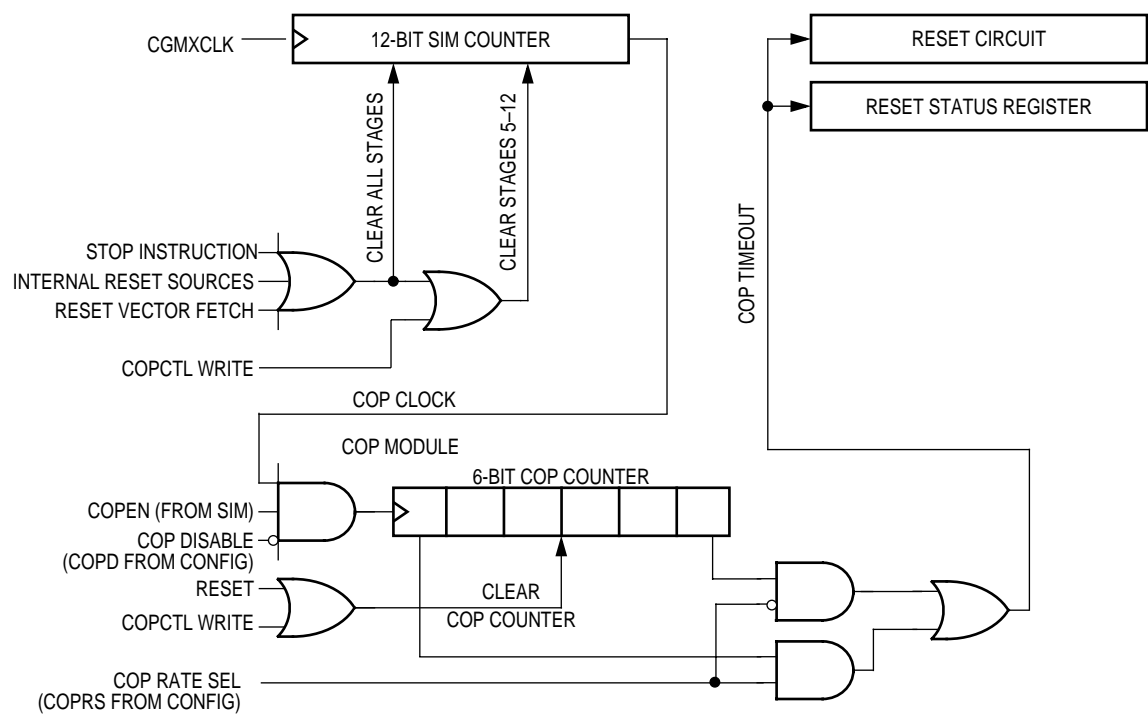 CGMXCLK
12-BIT SIM COUNTER
RESET CIRCUIT
RESET STATUS REGISTER
CLEAR ALL STAGES
CLEAR STAGES 5–12
COP TIMEOUT
STOP INSTRUCTION
INTERNAL RESET SOURCES
RESET VECTOR FETCH
COPCTL WRITE
COP CLOCK
COP MODULE
6-BIT COP COUNTER
COPEN (FROM SIM)
COP DISABLE
(COPD FROM CONFIG)
RESET
COPCTL WRITE
CLEAR
COP COUNTER
COP RATE SEL
(COPRS FROM CONFIG)